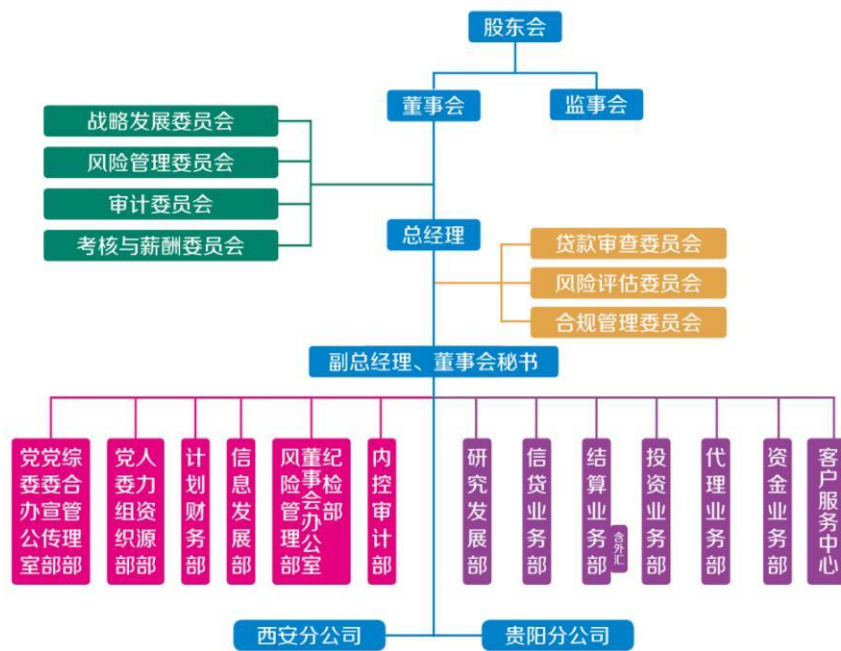 股东会
董事会
监事会
战略发展委员会
风险管理委员会
审计委员会
考核与薪酬委员会
总经理
贷款审查委员会
风险评估委员会
合规管理委员会
副总经理、董事会秘书
综合管理部
党委宣传部
党委办公室
人力资源部
党委组织部
计划财务部
信息发展部
纪检部
董事会办公室
风险管理部
内控审计部
研究发展部
信贷业务部
结算业务部
含外汇
投资业务部
代理业务部
资金业务部
客户服务中心
西安分公司
贵阳分公司